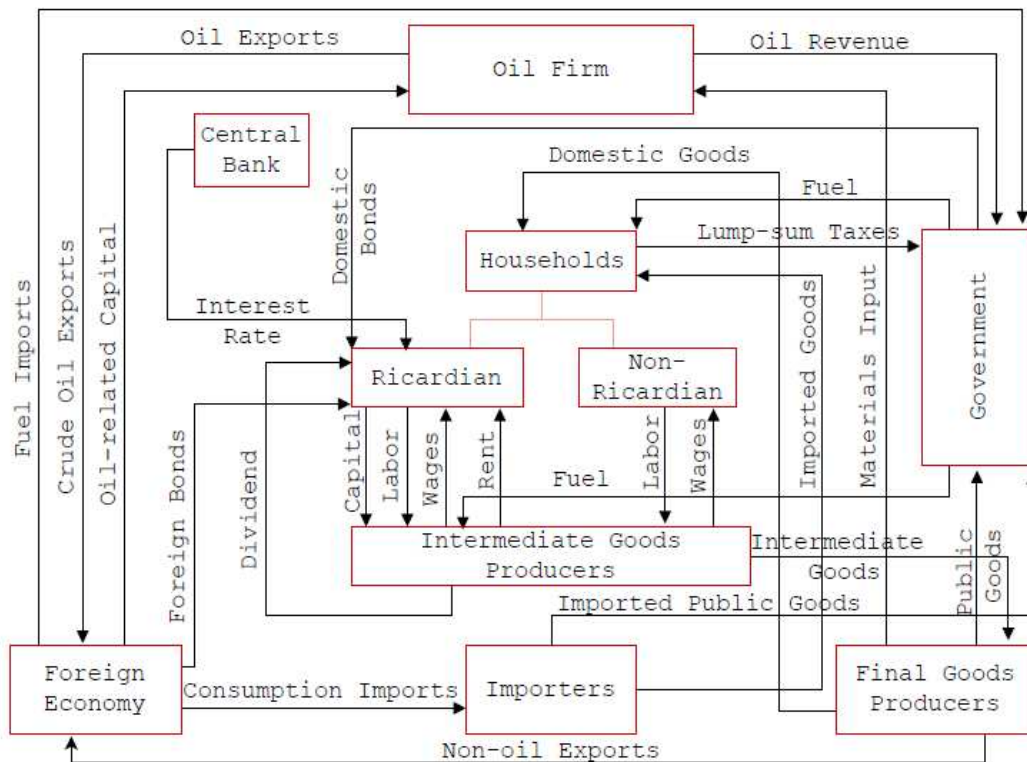 Oil Exports
Oil Revenue
Oil Firm
Central
Bank
Domestic Goods
Fuel
Domestic
Bonds
Lump-sum Taxes
Households
Fuel Imports
Crude Oil Exports
Oil-related Capital
Interest
Rate
Imported Goods
Materials Input
Government
Ricardian
Non-
Ricardian
Foreign Bonds
Dividend
Capital
Labor
Wages
Rent
Fuel
Labor
Wages
Intermediate Goods
Producers
Intermediate
Goods
Public
Goods
Imported Public Goods
Foreign
Economy
Consumption Imports
Importers
Final Goods
Producers
Non-oil Exports